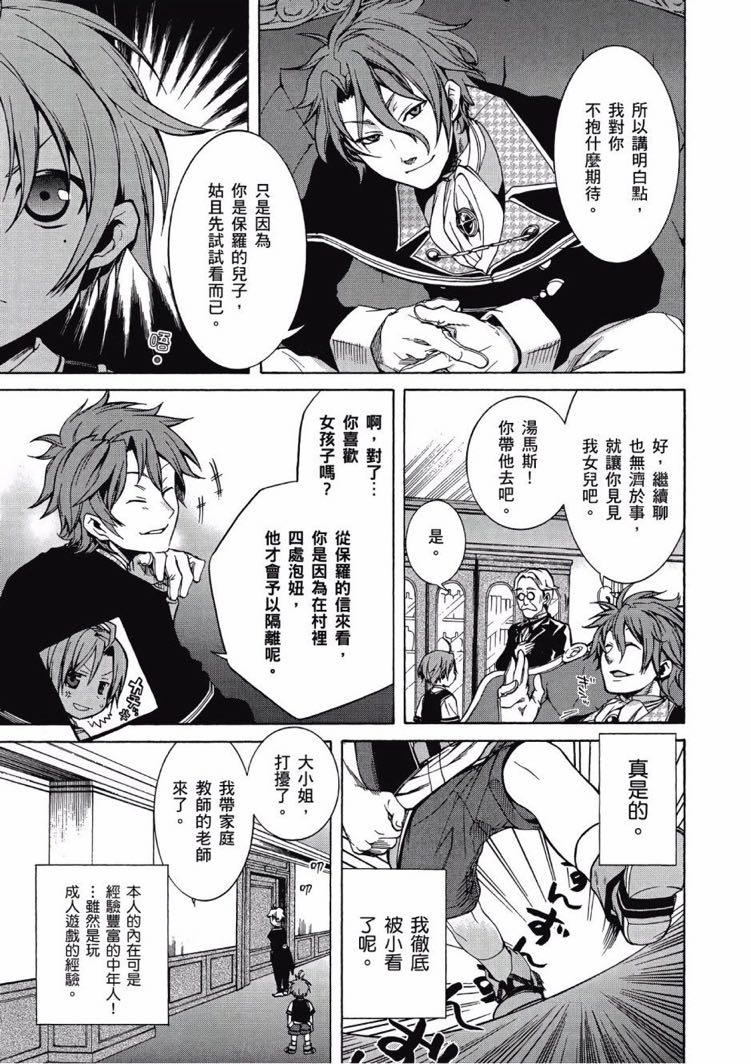 所以講明白點，
我對你
不抱什麼期待。
只是因為
你是保羅的兒子，
姑且先試試看而已。
唔。
好，繼續聊
也無濟於事，
就讓你見見
我女兒吧。
湯馬斯！
你帶他去吧。
是。
啊，對了…
你喜歡
女孩子嗎？
從保羅的信來看，
你是因為在村裡
四處泡妞，
他才會予以隔離呢。
真是的。
我徹底
被小看
了呢。
大小姐，
打擾了。
我帶家庭
教師的老師
來了。
叩
叩
本人的內在可是
經驗豐富的中年人！
…雖然是玩
成人遊戲的經驗。